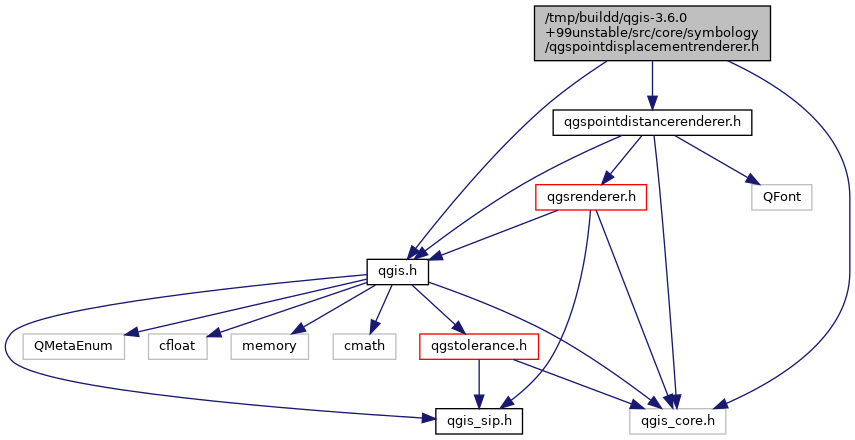 /tmp/buildd/qgis-3.6.0
+99unstable/src/core/symbology
/qgspointdisplacementrenderer.h
qgspointdistancerenderer.h
qgsrenderer.h
QFont
qgis.h
QMetaEnum
cfloat
memory
cmath
qgstolerance.h
qgis_sip.h
qgis_core.h